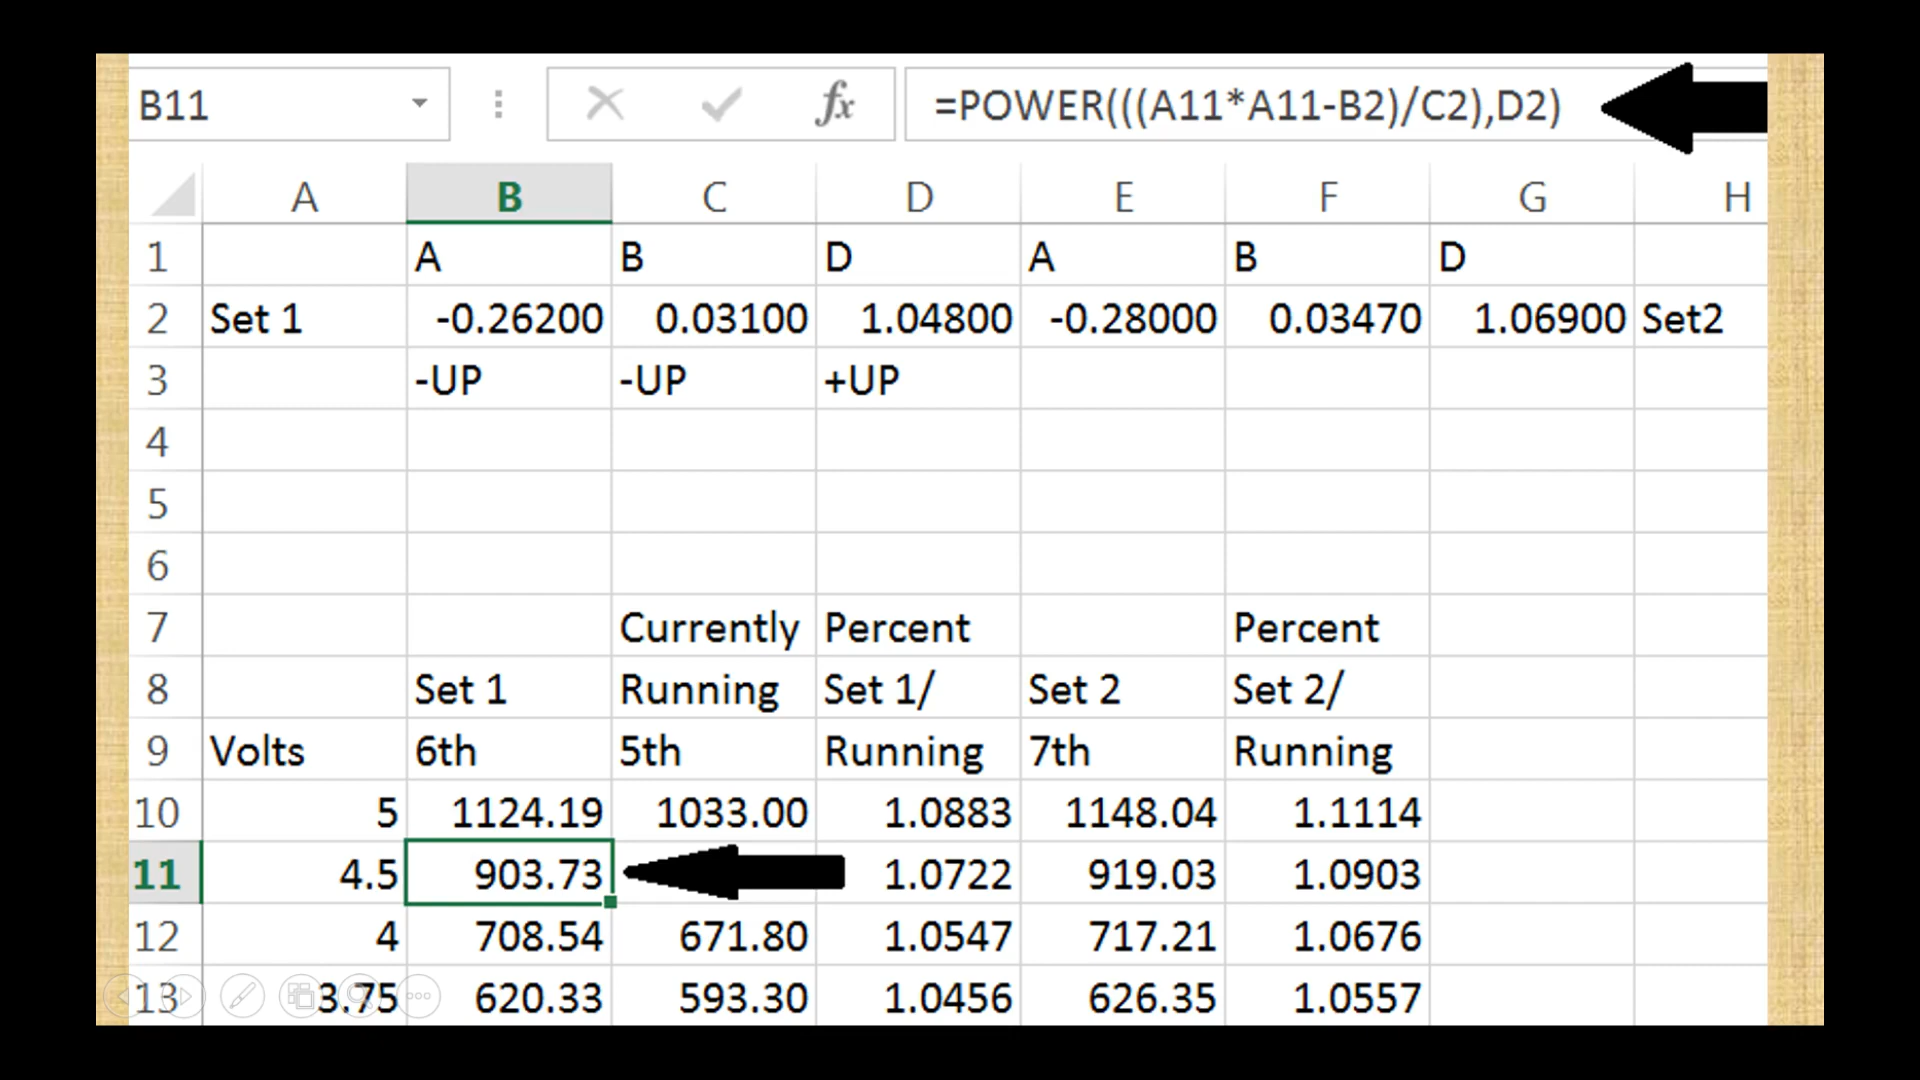 B11 fx =POWER(((A11*A11-B2)/C2),D2)
A B C D E F G H
1 A B D A B D
2 Set 1 -0.26200 0.03100 1.04800 -0.28000 0.03470 1.06900 Set2
3 -UP -UP +UP
4
5
6
7 Currently Percent Percent
8 Set 1 Running Set 1/ Set 2 Set 2/
9 Volts 6th 5th Running 7th Running
10 5 1124.19 1033.00 1.0883 1148.04 1.1114
11 4.5 903.73 1.0722 919.03 1.0903
12 4 708.54 671.80 1.0547 717.21 1.0676
13 3.75 620.33 593.30 1.0456 626.35 1.0557